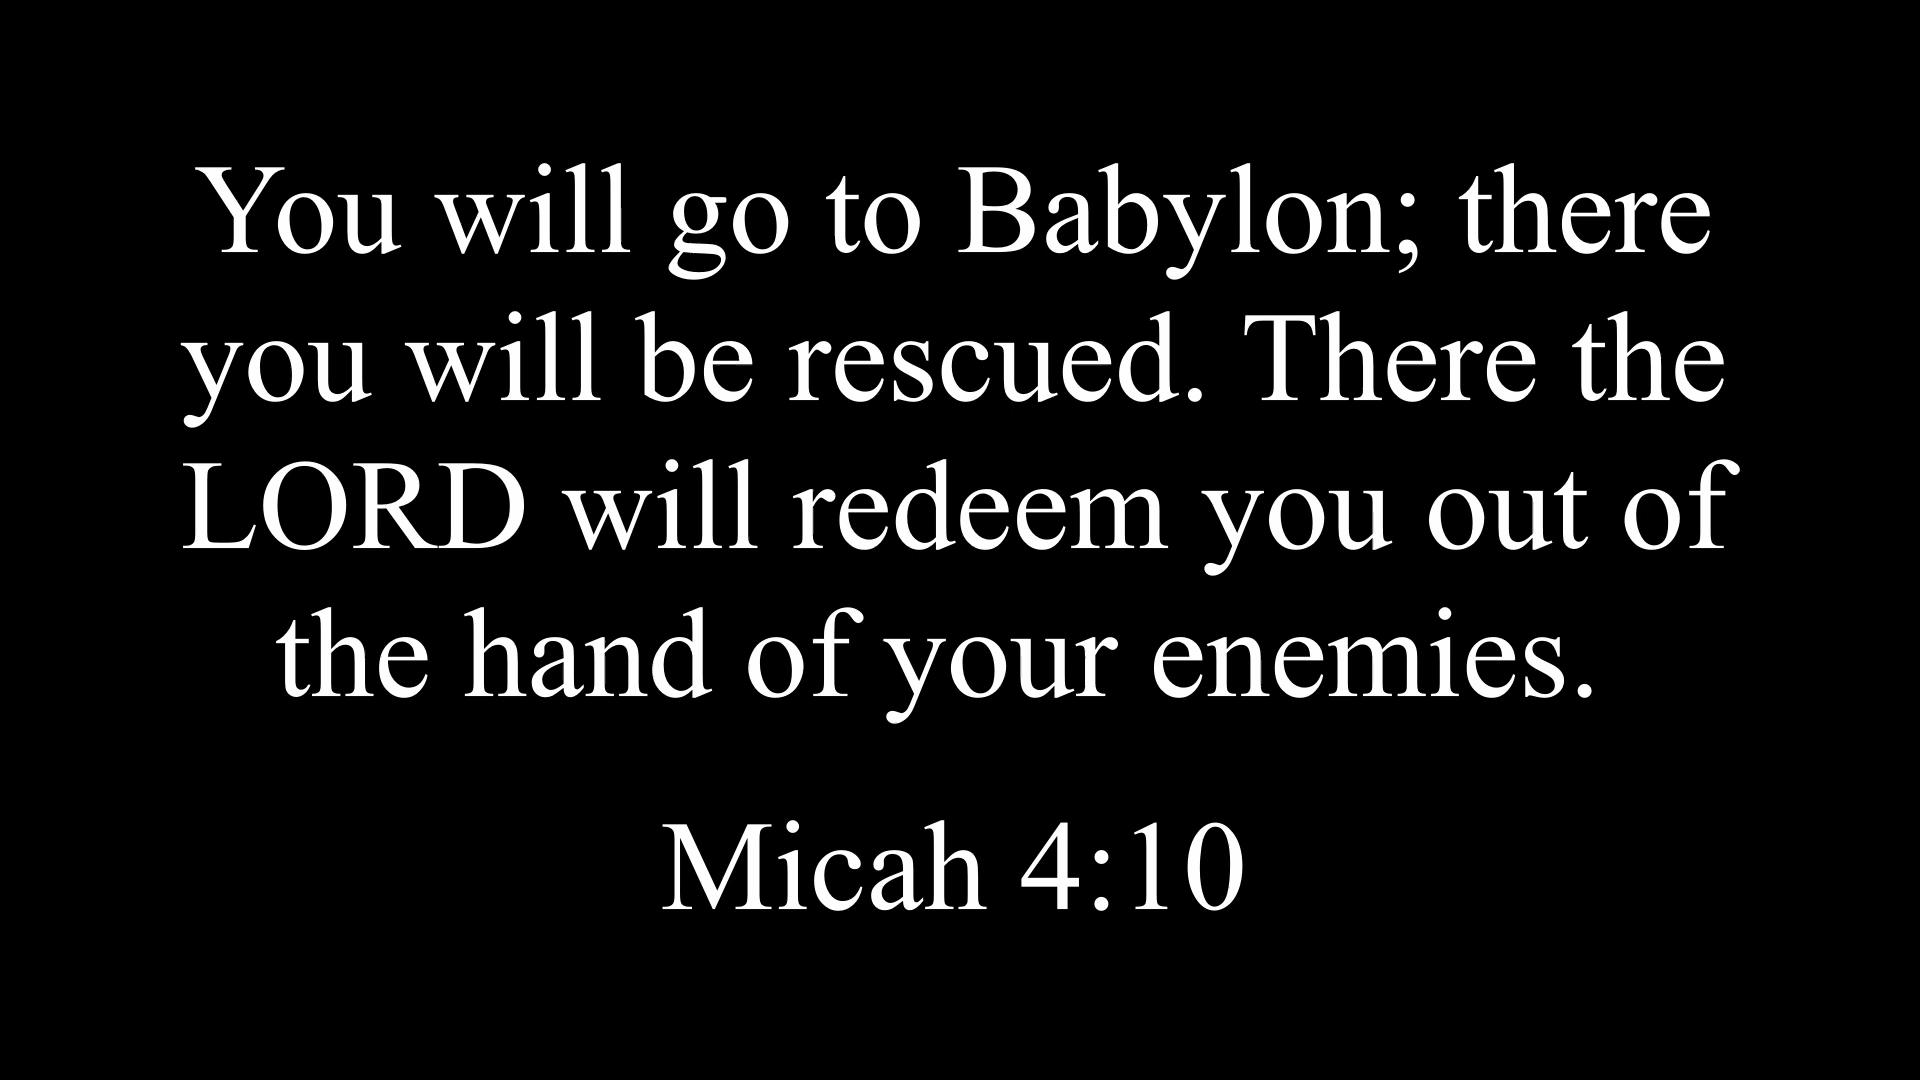 You will go to Babylon; there
you will be rescued. There the
LORD will redeem you out of
the hand of your enemies.
Micah 4:10